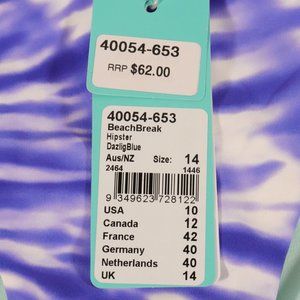 40054-653
RRP $62.00
40054-653
BeachBreak
Hipster
DazligBlue
Aus/NZ Size: 14
2464 1446
9 349623 728122
USA 10
Canada 12
France 42
Germany 40
Netherlands 40
UK 14